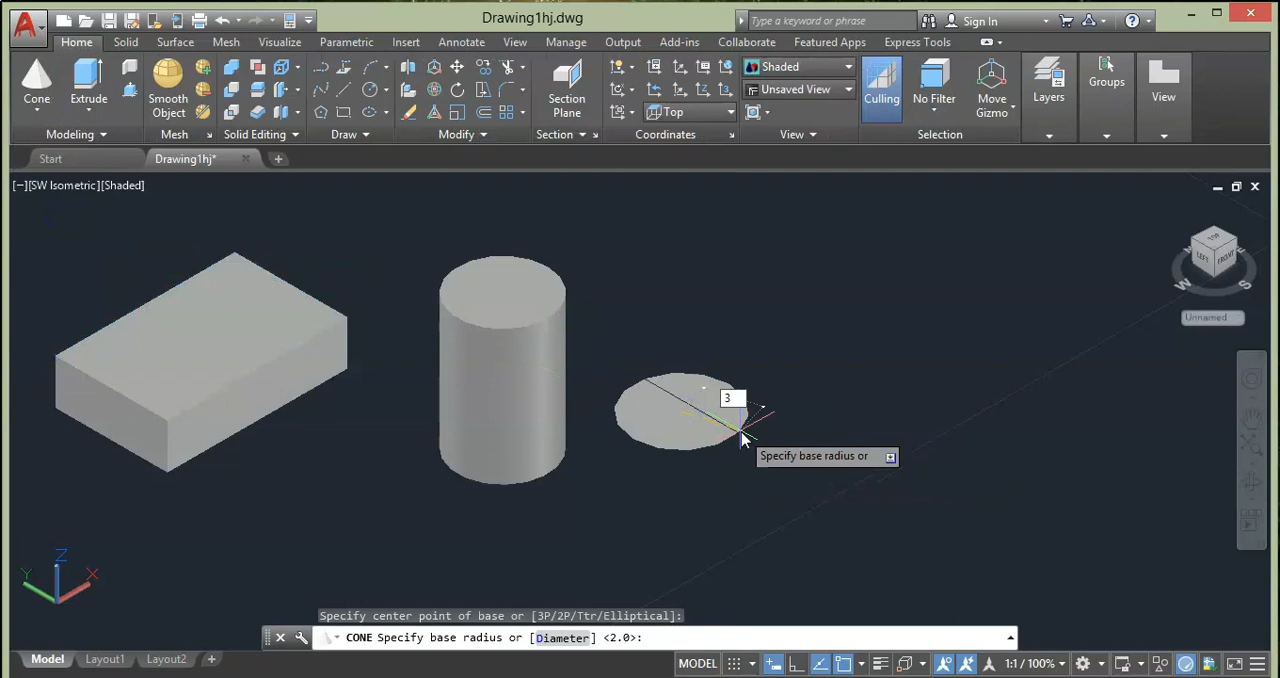 Drawing1hj.dwg
Type a keyword or phrase
Sign In
Home Solid Surface Mesh Visualize Parametric Insert Annotate View Manage Output Add-ins Collaborate Featured Apps Express Tools
Cone
Extrude
Smooth Object
Section Plane
Top
Shaded
Unsaved View
Culling
No Filter
Move Gizmo
Layers
Groups
View
Modeling Mesh Solid Editing Draw Modify Section Coordinates View Selection
Start Drawing1hj*
[−][SW Isometric][Shaded]
TOP
LEFT
FRONT
W
S
Unnamed
3
Specify base radius or
Z
Y
X
Specify center point of base or [3P/2P/Ttr/Elliptical]:
CONE Specify base radius or [Diameter] <2.0>:
Model Layout1 Layout2
MODEL
1:1 / 100%